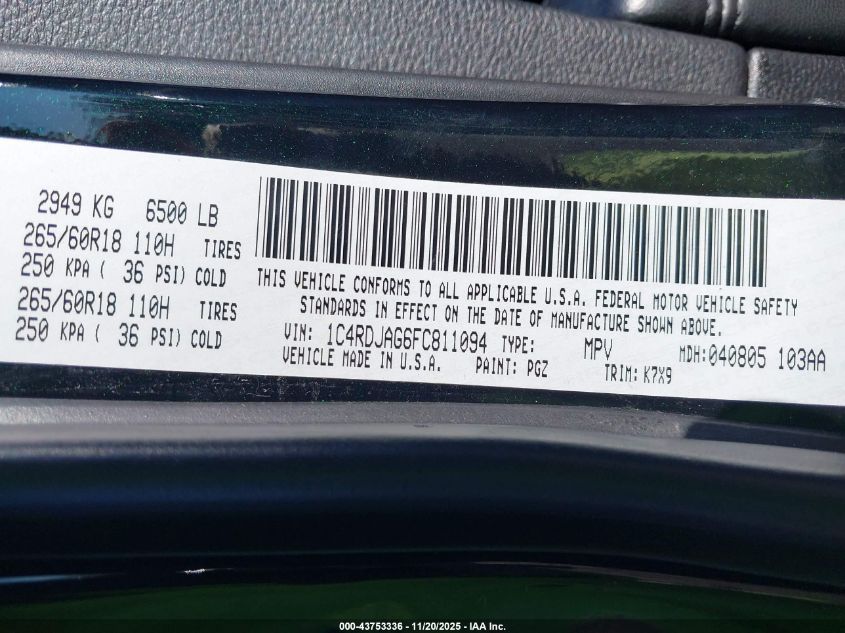 2949 KG 6500 LB
265/60R18 110H TIRES
250 KPA ( 36 PSI) COLD
265/60R18 110H TIRES
250 KPA ( 36 PSI) COLD
THIS VEHICLE CONFORMS TO ALL APPLICABLE U.S.A. FEDERAL MOTOR VEHICLE SAFETY
STANDARDS IN EFFECT ON THE DATE OF MANUFACTURE SHOWN ABOVE.
VIN: 1C4RDJAG6FC811094 TYPE: MPV MDH:040805 103AA
VEHICLE MADE IN U.S.A. PAINT: PGZ TRIM: K7X9
000-43753336 - 11/20/2025 - IAA Inc.